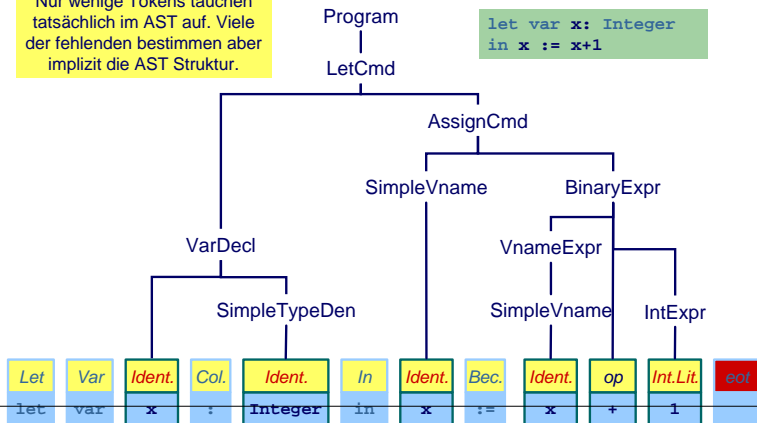 Nur wenige Tokens tauchen
tatsächlich im AST auf. Viele
der fehlenden bestimmen aber
implizit die AST Struktur.
Program
let var x: Integer
in x := x+1
LetCmd
AssignCmd
SimpleVname BinaryExpr
VarDecl VnameExpr
SimpleTypeDen SimpleVname IntExpr
Let Var Ident. Col. Ident. In Ident. Bec. Ident. op Int.Lit. eot
let var x : Integer in x := x + 1